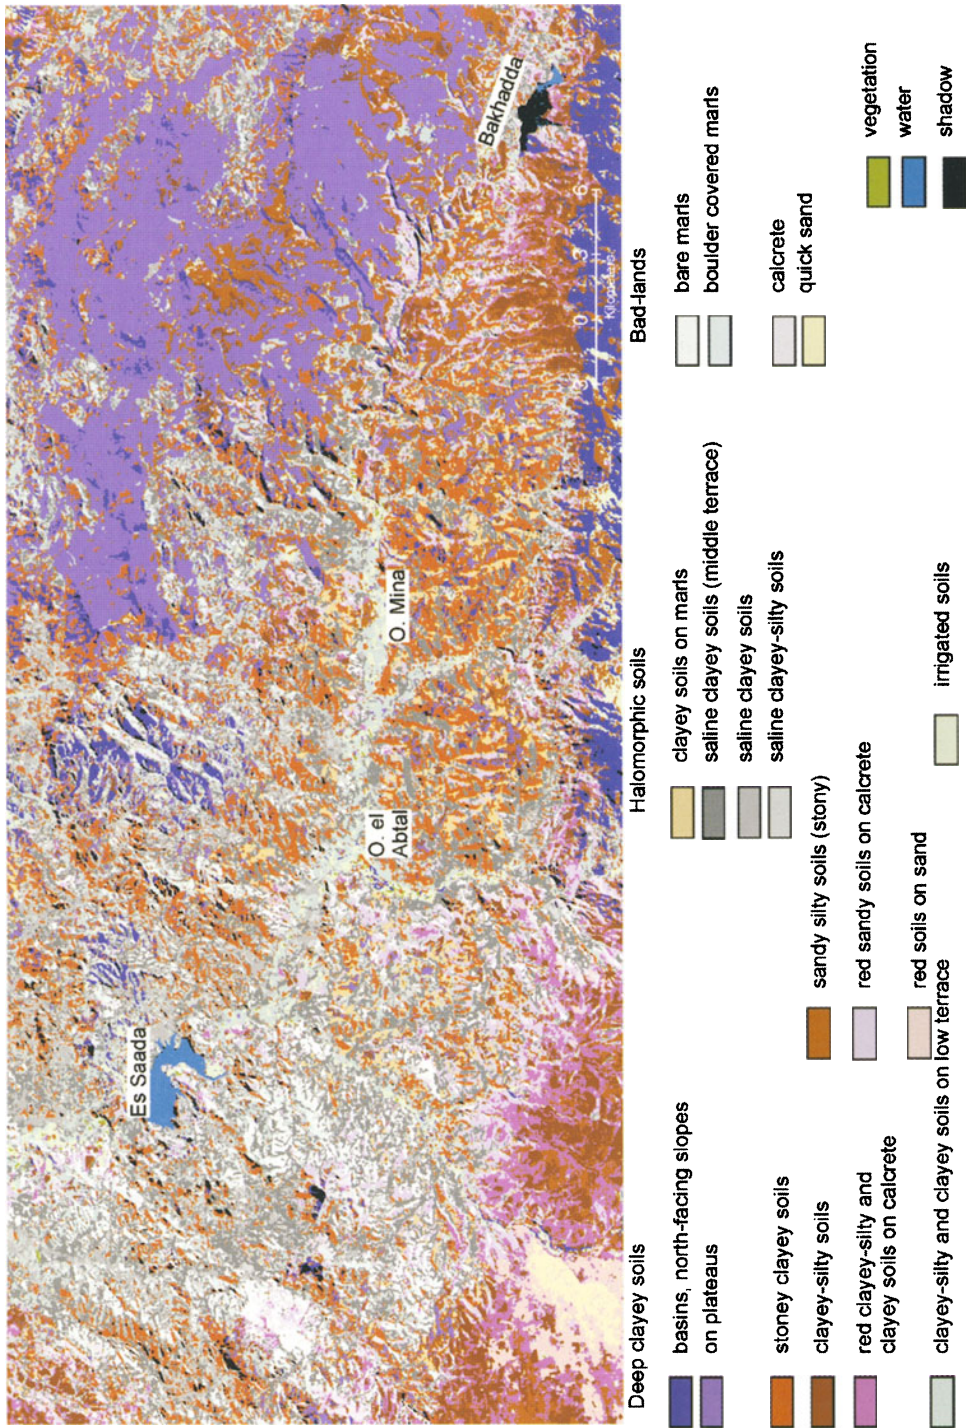 Es Saada
O. el
Abtal
O. Mina
Bakhadda
0
3
6
Deep clayey soils
basins, north-facing slopes
on plateaus
stoney clayey soils
clayey-silty soils
red clayey-silty and
clayey soils on calcrete
clayey-silty and clayey soils on low terrace
sandy silty soils (stony)
red sandy soils on calcrete
red soils on sand
irrigated soils
Halomorphic soils
clayey soils on marls
saline clayey soils (middle terrace)
saline clayey soils
saline clayey-silty soils
Bad-lands
bare marls
boulder covered marls
calcrete
quick sand
vegetation
water
shadow